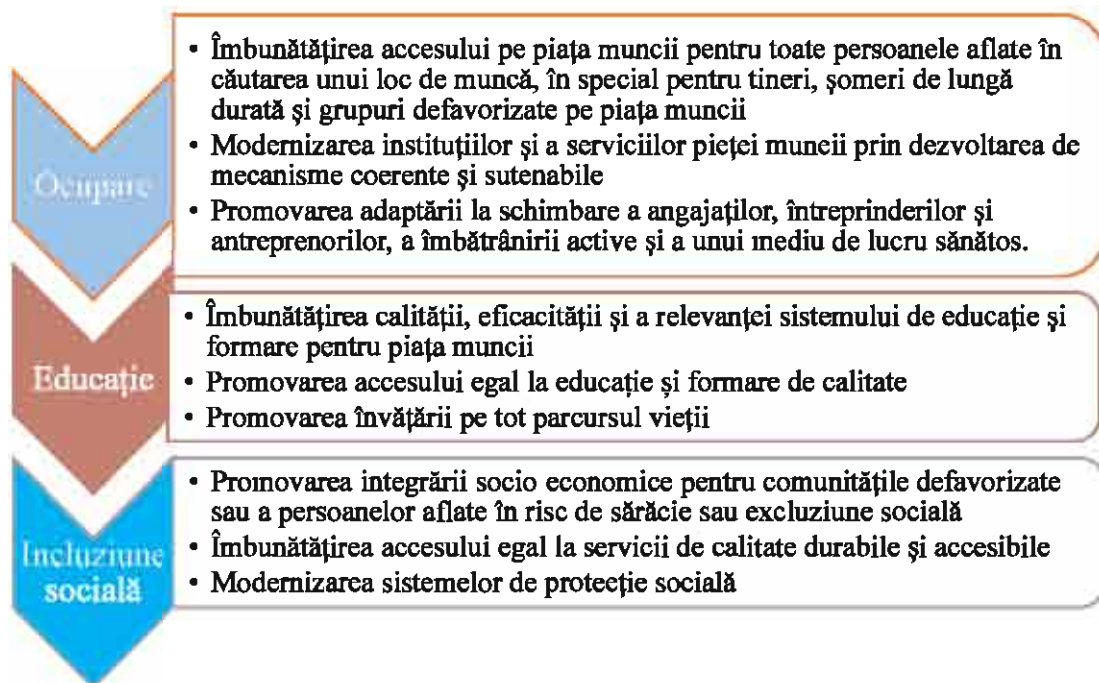 • Îmbunătățirea accesului pe piața muncii pentru toate persoanele aflate în
căutarea unui loc de muncă, în special pentru tineri, șomeri de lungă
durată și grupuri defavorizate pe piața muncii
• Modernizarea instituțiilor și a serviciilor pieței muneii prin dezvoltarea de
mecanisme coerente și sutenabile
• Promovarea adaptării la schimbare a angajaților, întreprinderilor și
antreprenorilor, a îmbătrânirii active și a unui mediu de lucru sănătos.
Ocupare
• Îmbunătățirea calității, eficacității și a relevanței sistemului de educație și
formare pentru piața muncii
• Promovarea accesului egal la educație și formare de calitate
• Promovarea învățării pe tot parcursul vieții
Educație
• Promovarea integrării socio economice pentru comunitățile defavorizate
sau a persoanelor aflate în risc de sărăcie sau excluziune socială
• Îmbunătățirea accesului egal la servicii de calitate durabile și accesibile
• Modernizarea sistemelor de proteeție socială
Incluziune
socială